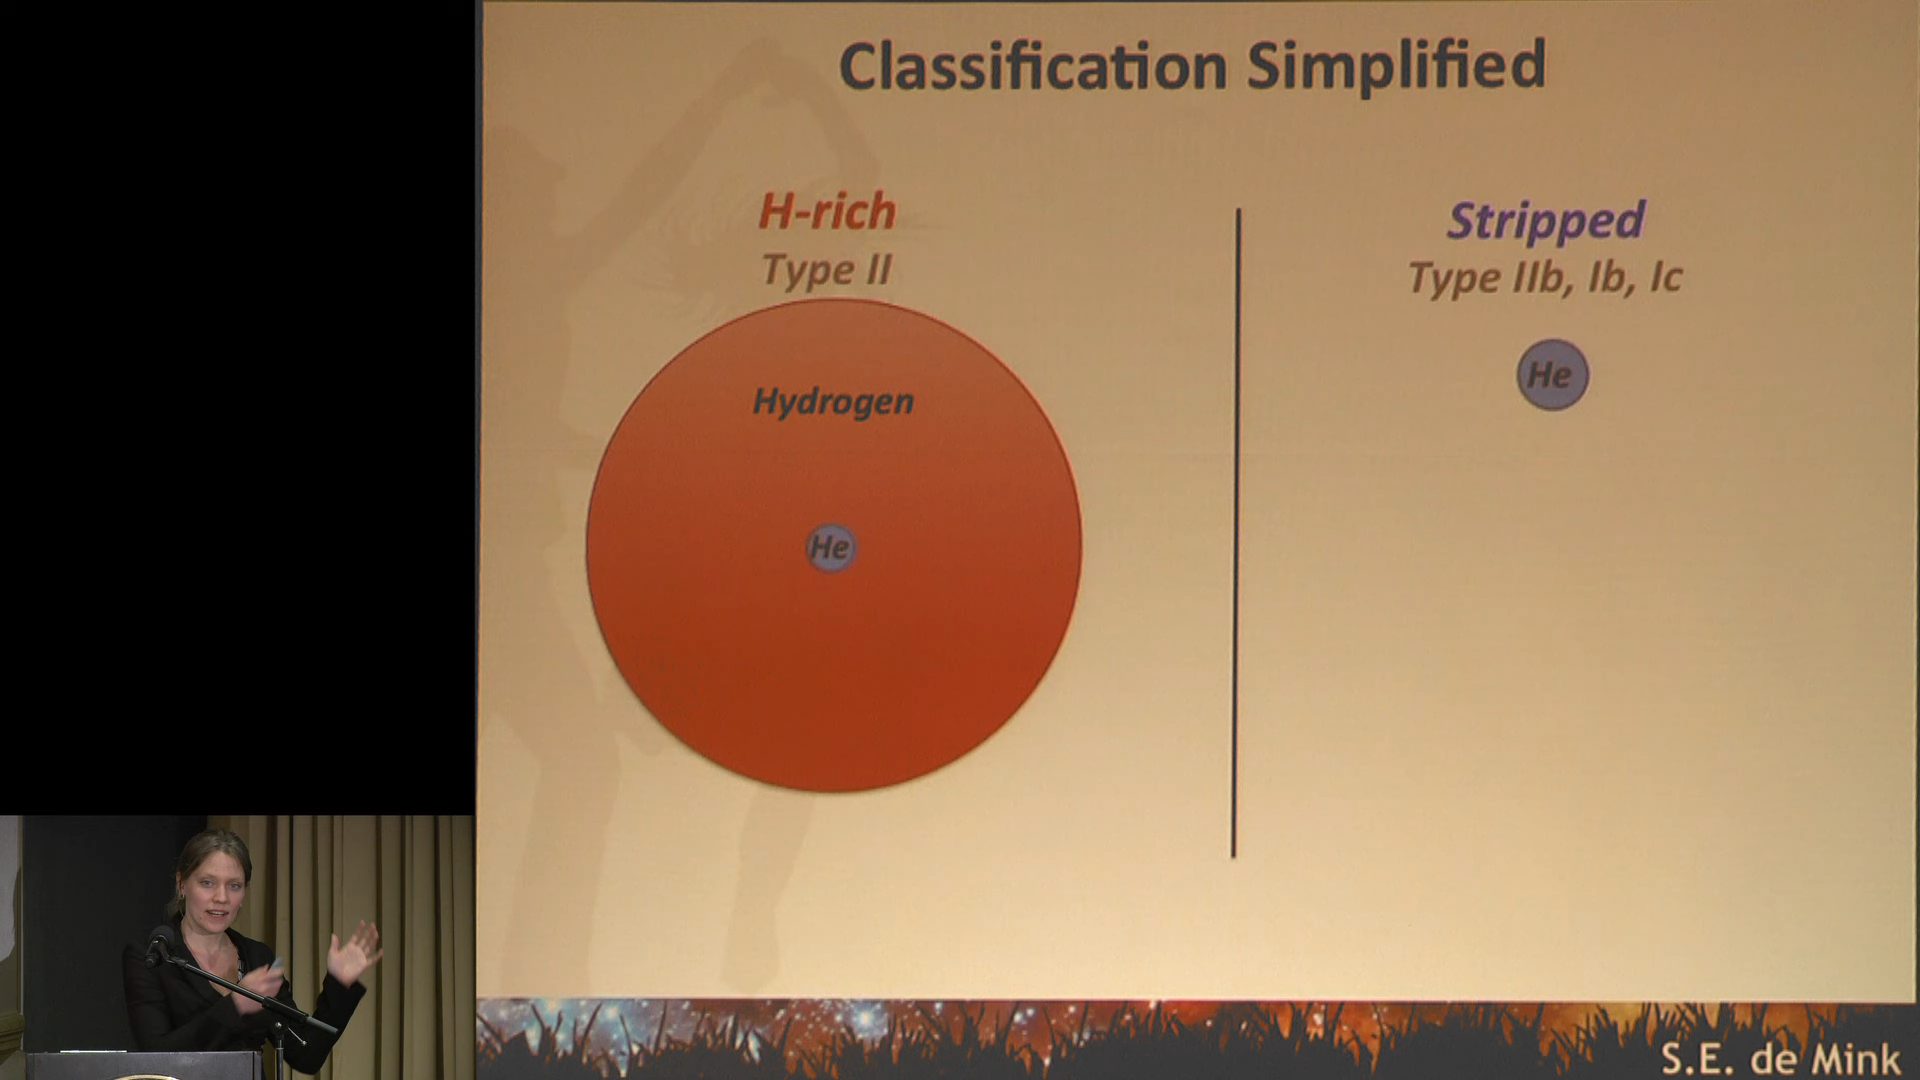 Classification Simplified
H-rich
Type II
Hydrogen
He
Stripped
Type IIb, Ib, Ic
He
S.E. de Mink